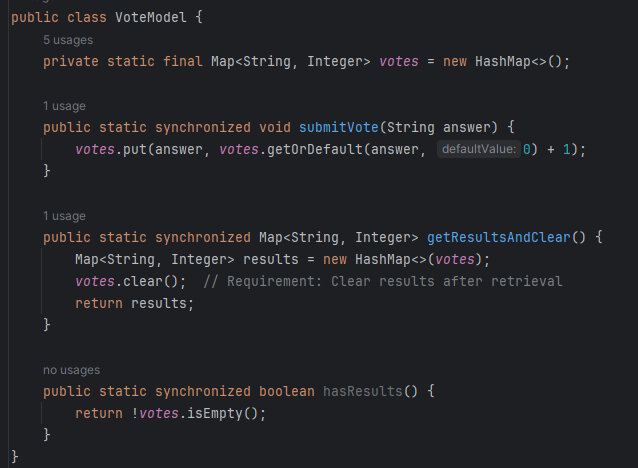 public class VoteModel {
5 usages
private static final Map<String, Integer> votes = new HashMap<>();
1 usage
public static synchronized void submitVote(String answer) {
votes.put(answer, votes.getOrDefault(answer, defaultValue: 0) + 1);
}
1 usage
public static synchronized Map<String, Integer> getResultsAndClear() {
Map<String, Integer> results = new HashMap<>(votes);
votes.clear();  // Requirement: Clear results after retrieval
return results;
}
no usages
public static synchronized boolean hasResults() {
return !votes.isEmpty();
}
}